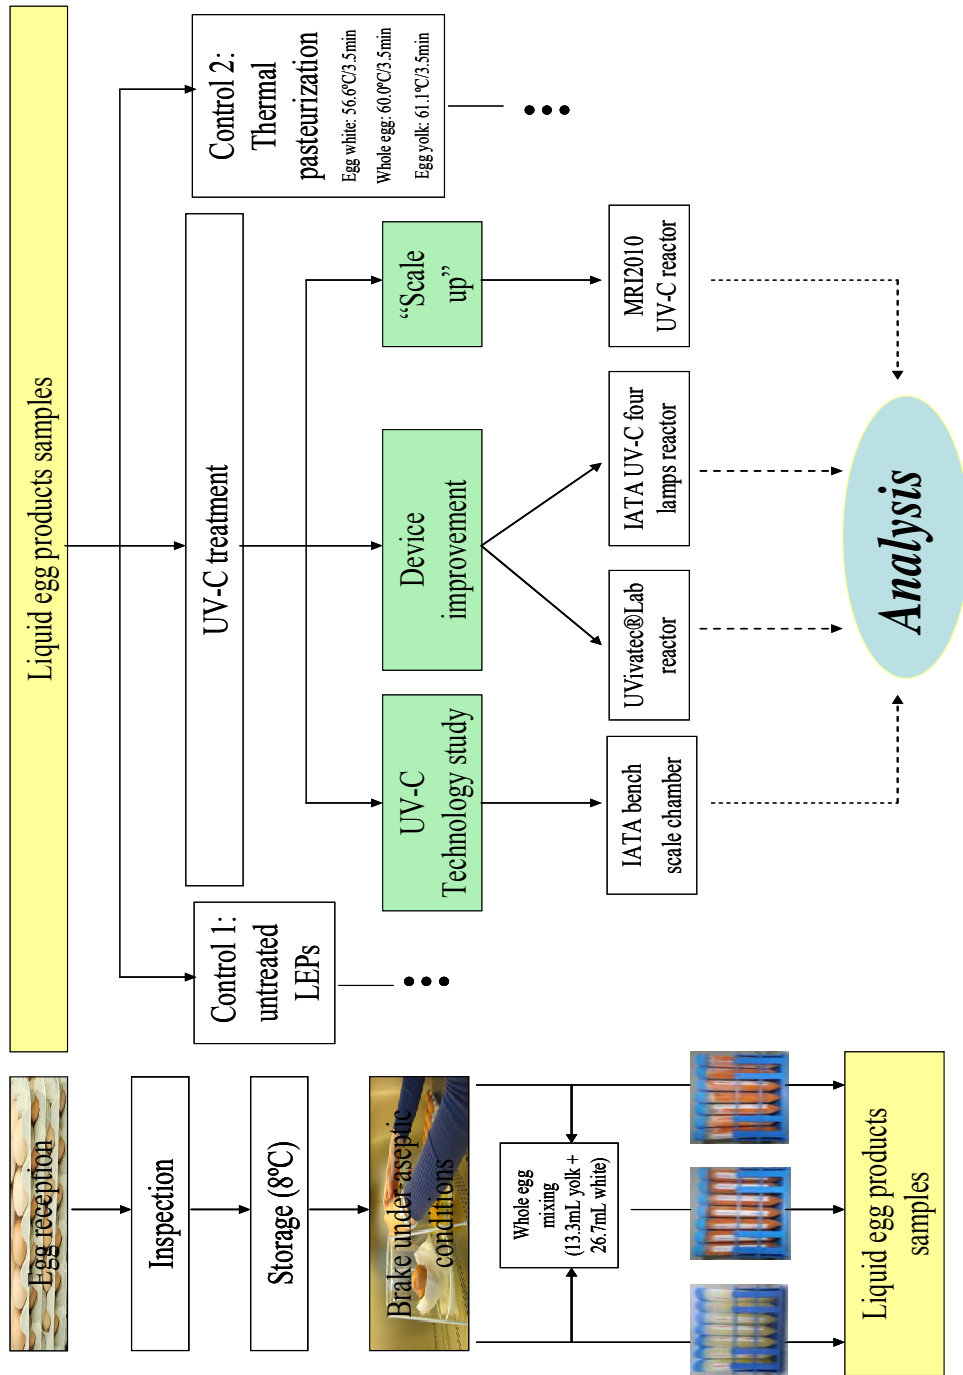 Egg reception
Inspection
Storage (8ºC)
Brake under-aseptic
conditions
Whole egg
mixing
(13.3mL yolk +
26.7mL white)
Liquid egg products
samples
Liquid egg products samples
Control 1:
untreated
LEPs
UV-C treatment
Control 2:
Thermal
pasteurization
Egg white: 56.6ºC/3.5min
Whole egg: 60.0ºC/3.5min
Egg yolk: 61.1ºC/3.5min
UV-C
Technology study
Device
improvement
“Scale
up”
IATA bench
scale chamber
UVivatec®Lab
reactor
IATA UV-C four
lamps reactor
MRI2010
UV-C reactor
Analysis